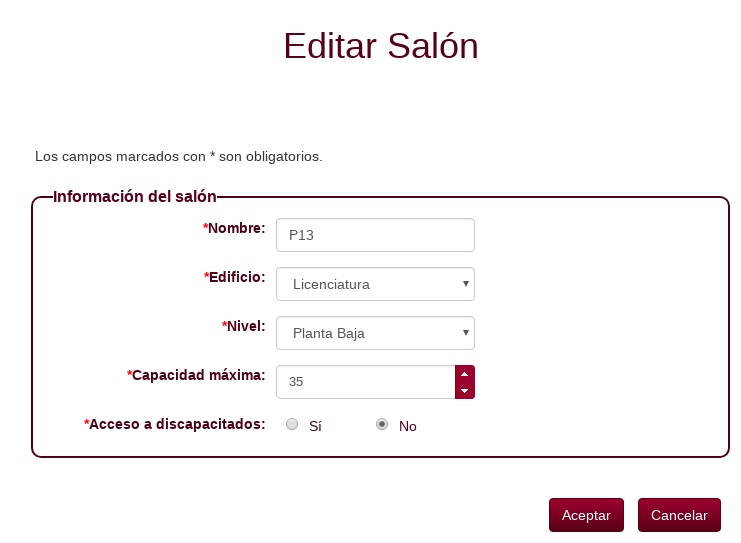 Editar Salón
Los campos marcados con * son obligatorios.
Información del salón
*Nombre: P13
*Edificio: Licenciatura
*Nivel: Planta Baja
*Capacidad máxima: 35
*Acceso a discapacitados: Sí No
Aceptar Cancelar